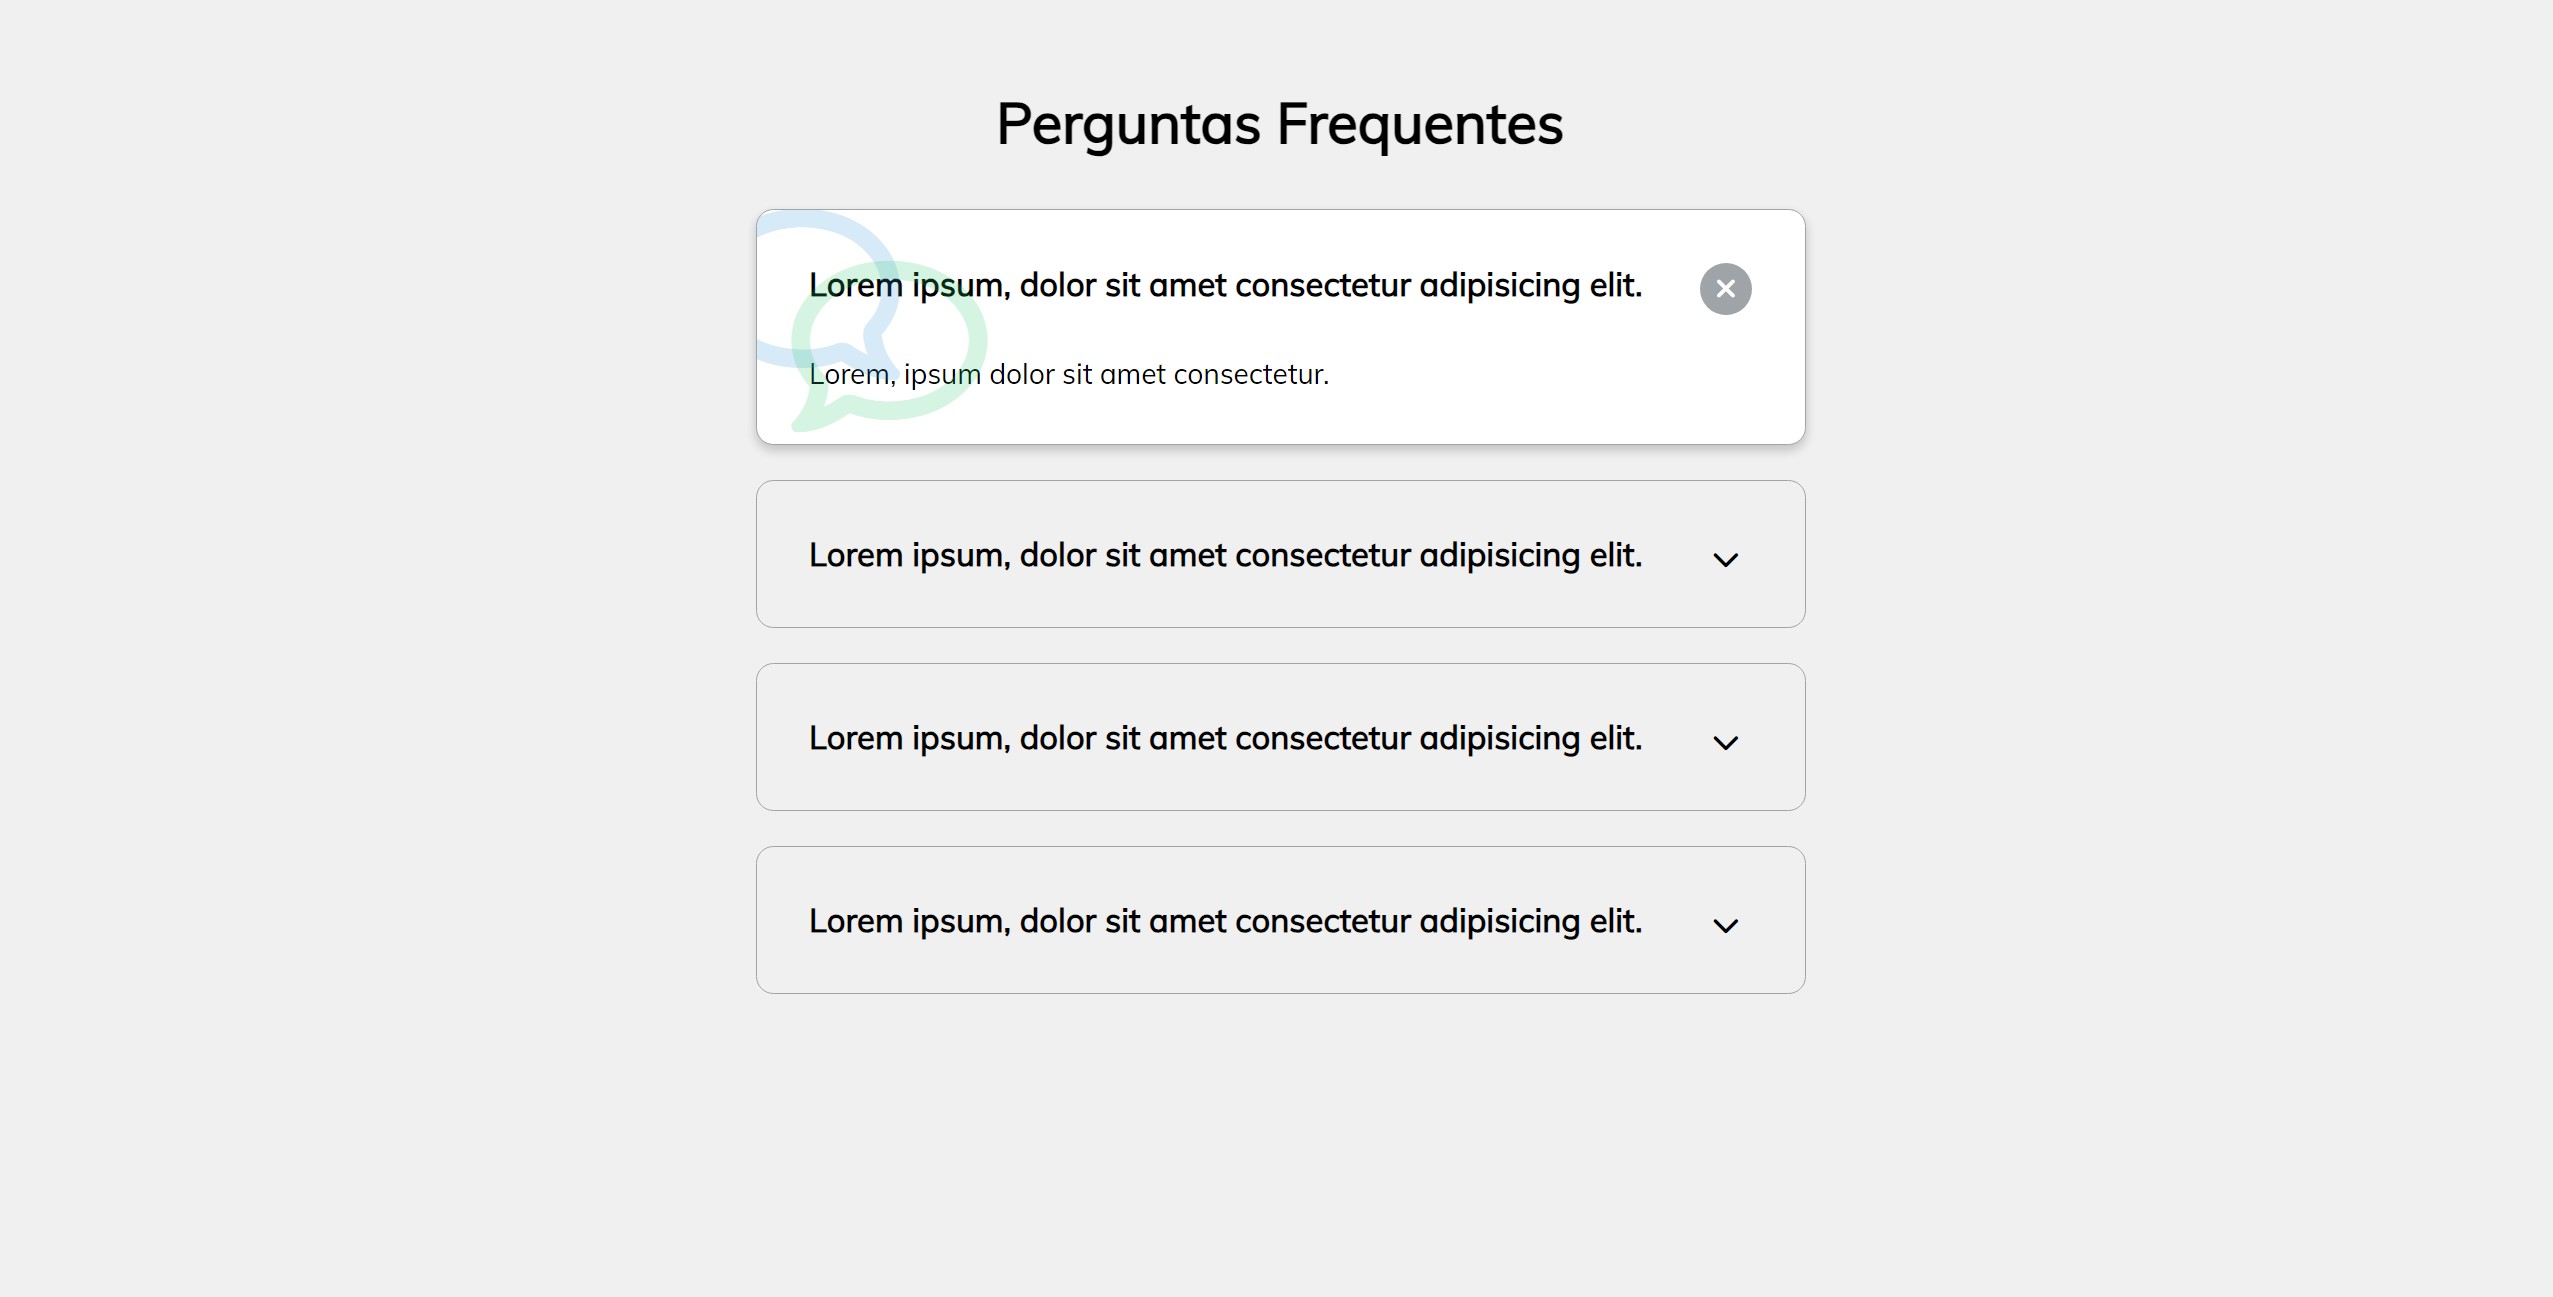 Perguntas Frequentes
Lorem ipsum, dolor sit amet consectetur adipisicing elit.
Lorem, ipsum dolor sit amet consectetur.
Lorem ipsum, dolor sit amet consectetur adipisicing elit.
Lorem ipsum, dolor sit amet consectetur adipisicing elit.
Lorem ipsum, dolor sit amet consectetur adipisicing elit.